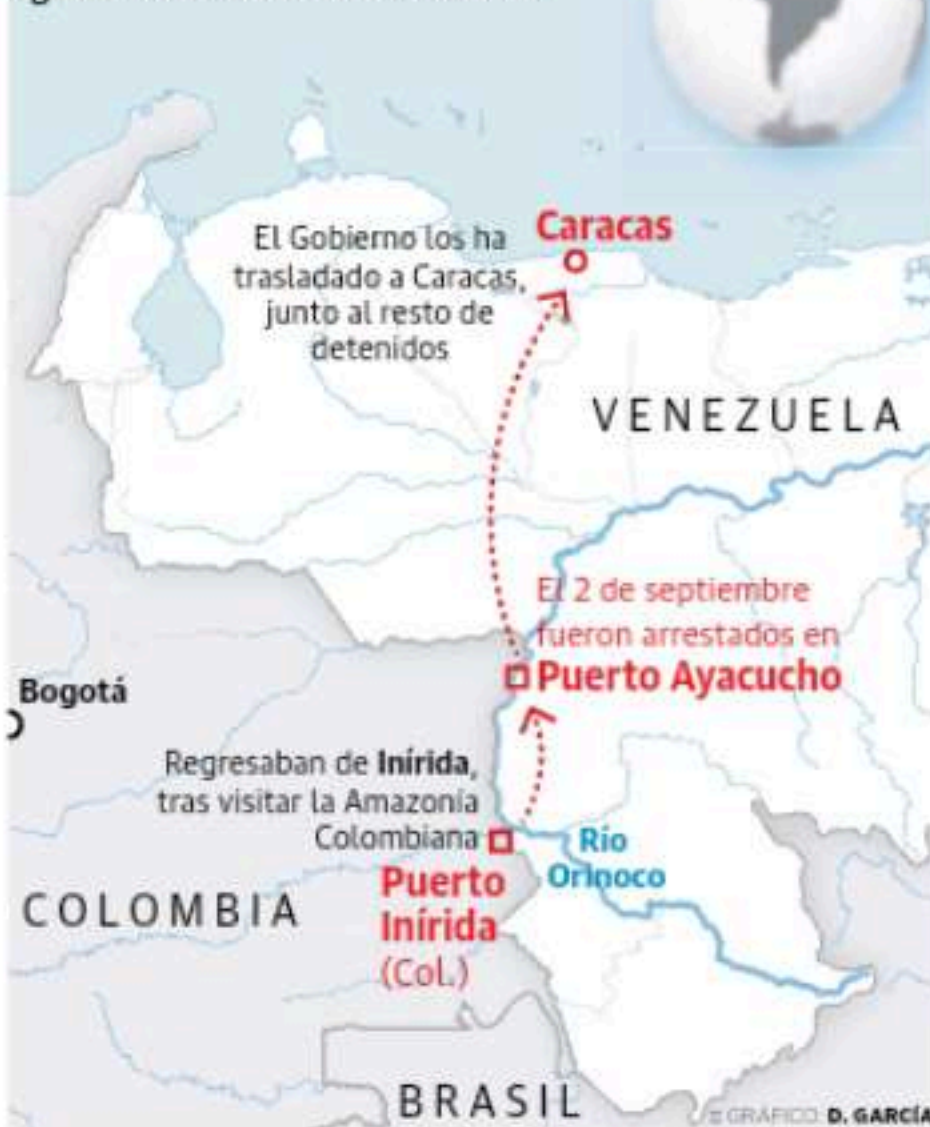 Caracas
El Gobierno los ha
trasladado a Caracas,
junto al resto de
detenidos
VENEZUELA
El 2 de septiembre
fueron arrestados en
Puerto Ayacucho
Bogotá
Regresaban de Inírida,
tras visitar la Amazonía
Colombiana
Río
Orinoco
Puerto
Inírida
(Col.)
COLOMBIA
BRASIL
GRÁFICO D. GARCÍA